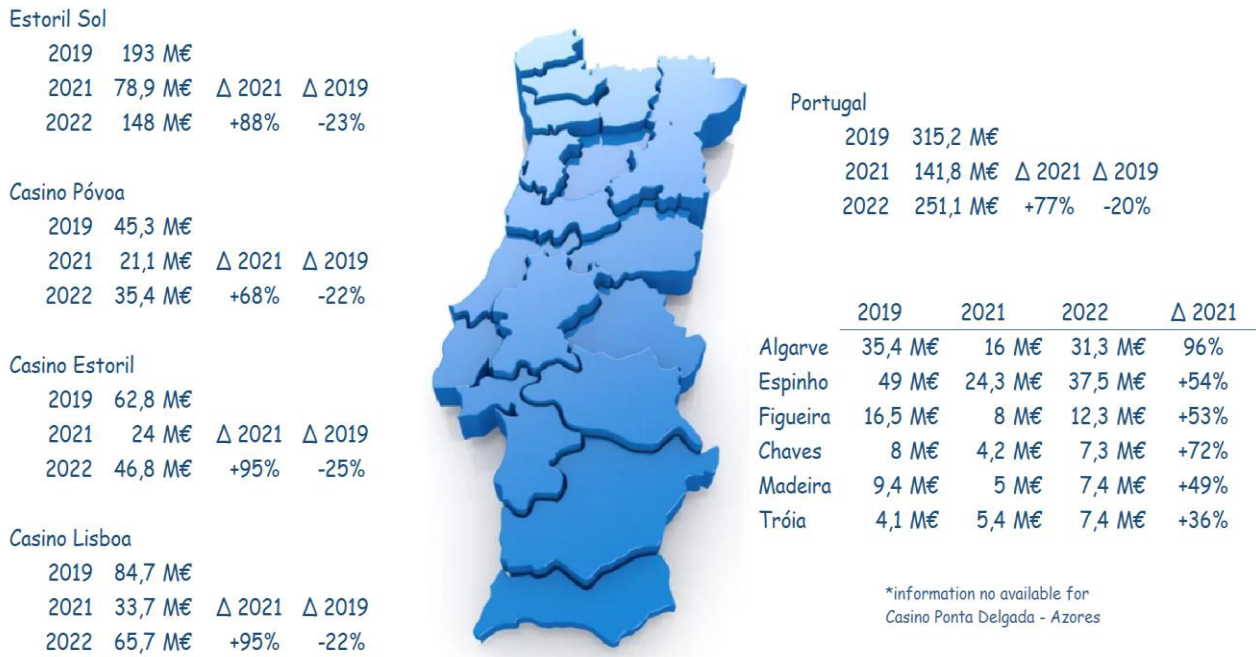 Estoril Sol
2019 193 M€
2021 78,9 M€ Δ 2021 Δ 2019
2022 148 M€ +88% -23%
Casino Póvoa
2019 45,3 M€
2021 21,1 M€ Δ 2021 Δ 2019
2022 35,4 M€ +68% -22%
Casino Estoril
2019 62,8 M€
2021 24 M€ Δ 2021 Δ 2019
2022 46,8 M€ +95% -25%
Casino Lisboa
2019 84,7 M€
2021 33,7 M€ Δ 2021 Δ 2019
2022 65,7 M€ +95% -22%
Portugal
2019 315,2 M€
2021 141,8 M€ Δ 2021 Δ 2019
2022 251,1 M€ +77% -20%
2019 2021 2022 Δ 2021
Algarve 35,4 M€ 16 M€ 31,3 M€ 96%
Espinho 49 M€ 24,3 M€ 37,5 M€ +54%
Figueira 16,5 M€ 8 M€ 12,3 M€ +53%
Chaves 8 M€ 4,2 M€ 7,3 M€ +72%
Madeira 9,4 M€ 5 M€ 7,4 M€ +49%
Tróia 4,1 M€ 5,4 M€ 7,4 M€ +36%
*information no available for
Casino Ponta Delgada - Azores